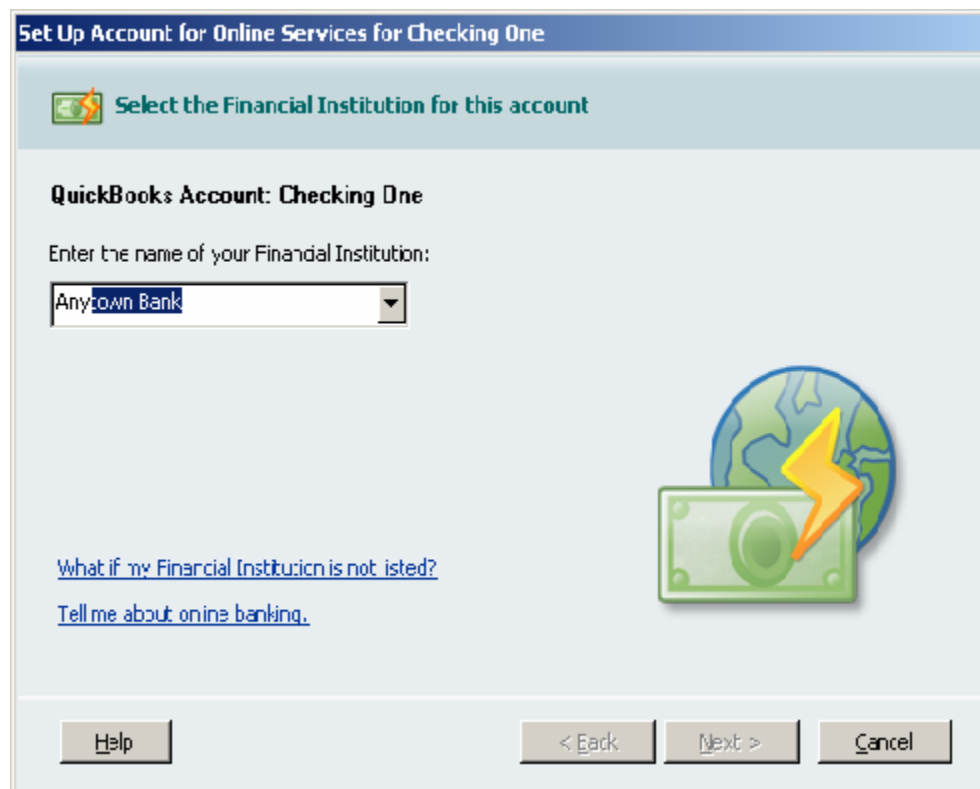 Set Up Account for Online Services for Checking One
Select the Financial Institution for this account
QuickBooks Account: Checking One
Enter the name of your Financial Institution:
Anytown Bank
What if my Financial Institution is not listed?
Tell me about online banking.
Help
< Back
Next >
Cancel